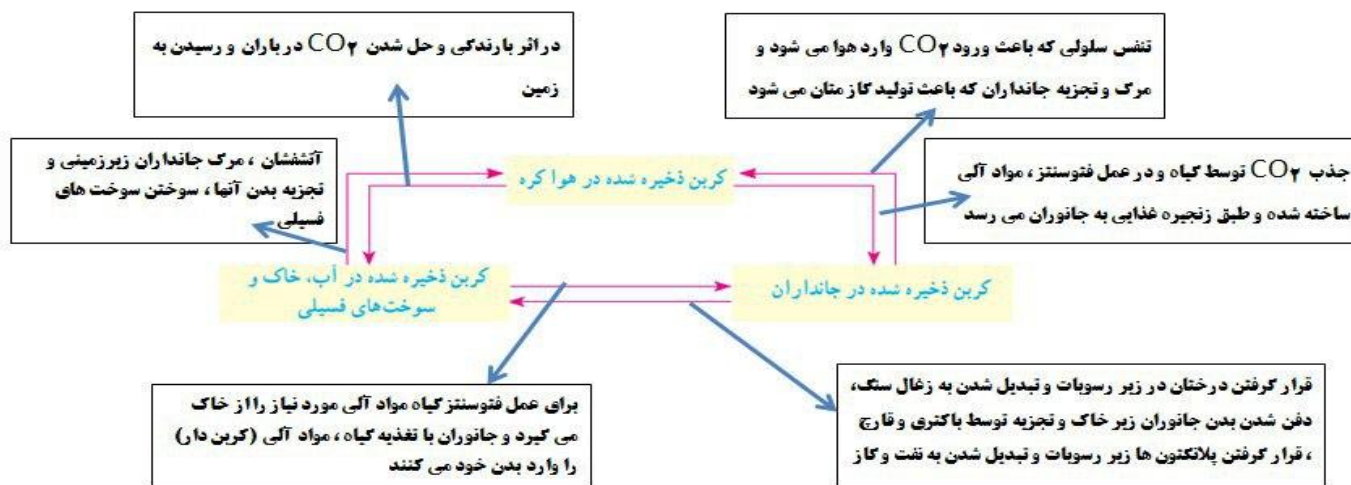 در اثر بارندگی و حل شدن CO۲ در باران و رسیدن به
زمین
تنفس سلولی که باعث ورود CO۲ وارد هوا می شود و
مرگ و تجزیه جانداران که باعث تولید گاز متان می شود
آتشفشان ، مرگ جانداران زیرزمینی و
تجزیه بدن آنها ، سوختن سوخت های
فسیلی
کربن ذخیره شده در هوا کره
جذب CO۲ توسط گیاه و در عمل فتوسنتز ، مواد آلی
ساخته شده و طبق زنجیره غذایی به جانوران می رسد
کربن ذخیره شده در آب، خاک و
سوخت‌های فسیلی
کربن ذخیره شده در جانداران
برای عمل فتوسنتز گیاه مواد آلی مورد نیاز را از خاک
می گیرد و جانوران با تغذیه گیاه ، مواد آلی (کربن دار)
را وارد بدن خود می کنند
قرار گرفتن درختان در زیر رسوبات و تبدیل شدن به زغال سنگ،
دفن شدن بدن جانوران زیر خاک و تجزیه توسط باکتری و قارچ
، قرار گرفتن پلانکتون ها زیر رسوبات و تبدیل شدن به نفت و گاز